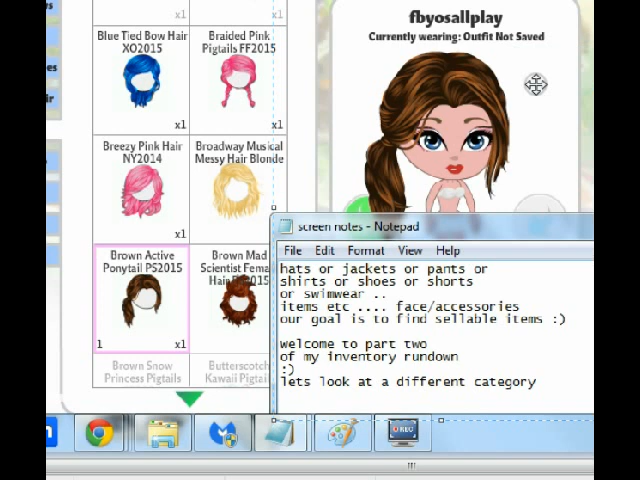 fbyosallplay
Currently wearing: Outfit Not Saved
x1
x1
Blue Tied Bow Hair
XO2015
x1
Braided Pink
Pigtails FF2015
x1
Breezy Pink Hair
NY2014
x1
Broadway Musical
Messy Hair Blonde
Brown Active
Ponytail PS2015
1
x1
Brown Mad
Scientist Fema
Brown Snow
Princess Pigtails
Butterscotch
Kawaii Pigtail
screen notes - Notepad
File Edit Format View Help
hats or jackets or pants or
shirts or shoes or shorts
or swimwear ..
items etc .... face/accessories
our goal is to find sellable items :)
welcome to part two
of my inventory rundown
:)
lets look at a different category
REC